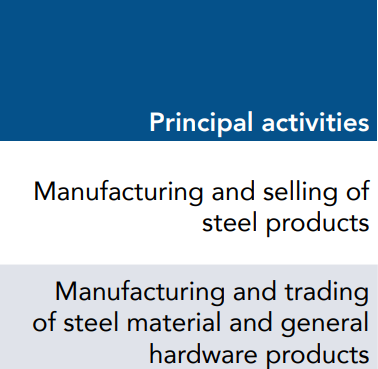 Principal activities
Manufacturing and selling of
steel products
Manufacturing and trading
of steel material and general
hardware products